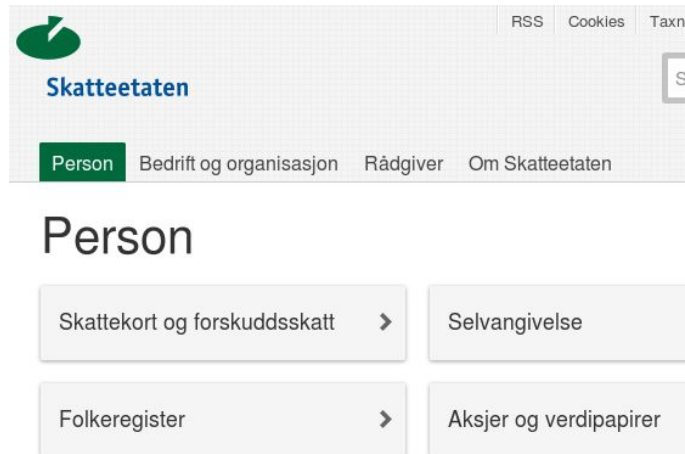 RSS Cookies Taxn
Skatteetaten
S
Person Bedrift og organisasjon Rådgiver Om Skatteetaten
Person
Skattekort og forskuddsskatt Selvangivelse
Folkeregister Aksjer og verdipapirer